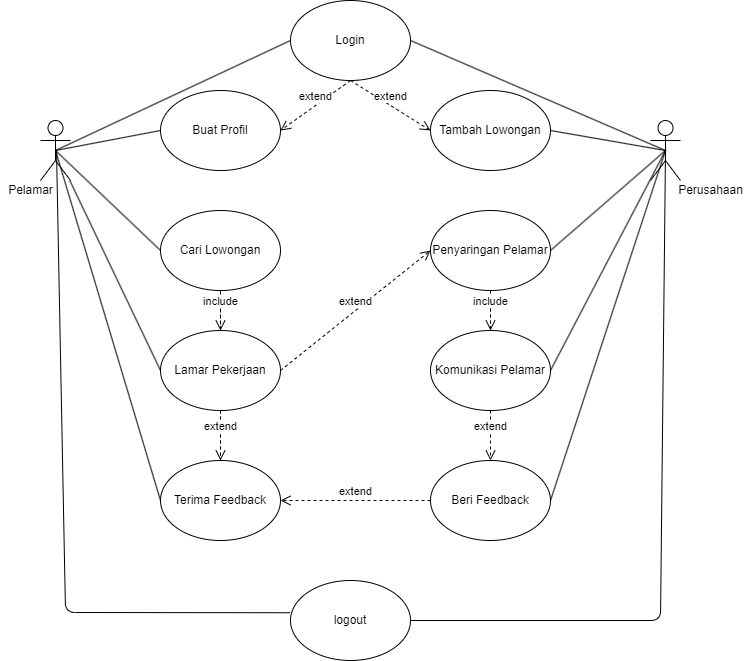 Login
extend
extend
Buat Profil
Tambah Lowongan
Pelamar
Perusahaan
Cari Lowongan
Penyaringan Pelamar
include
extend
include
Lamar Pekerjaan
Komunikasi Pelamar
extend
extend
Terima Feedback
extend
Beri Feedback
logout